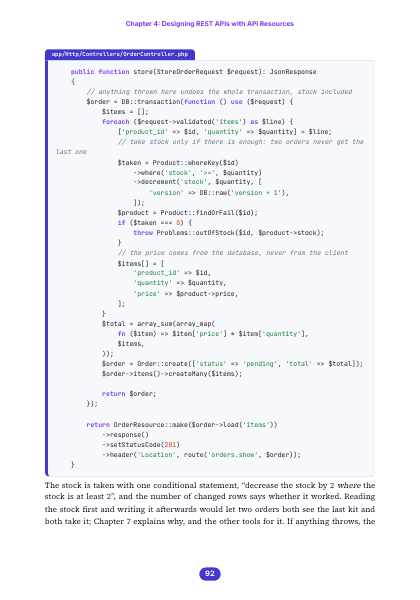 Chapter 4: Designing REST APIs with API Resources
app/Http/Controllers/OrderController.php
public function store(StoreOrderRequest $request): JsonResponse
{
// anything thrown here undoes the whole transaction, stock included
$order = DB::transaction(function () use ($request) {
$items = [];
foreach ($request->validated('items') as $line) {
['product_id' => $id, 'quantity' => $quantity] = $line;
// take stock only if there is enough: two orders never get the
last one
$taken = Product::whereKey($id)
->where('stock', '>=', $quantity)
->decrement('stock', $quantity, [
'version' => DB::raw('version + 1'),
]);
$product = Product::findOrFail($id);
if ($taken === 0) {
throw Problems::outOfStock($id, $product->stock);
}
// the price comes from the database, never from the client
$items[] = [
'product_id' => $id,
'quantity' => $quantity,
'price' => $product->price,
];
}
$total = array_sum(array_map(
fn ($item) => $item['price'] * $item['quantity'],
$items,
));
$order = Order::create(['status' => 'pending', 'total' => $total]);
$order->items()->createMany($items);
return $order;
});
return OrderResource::make($order->load('items'))
->response()
->setStatusCode(201)
->header('Location', route('orders.show', $order));
}
The stock is taken with one conditional statement, “decrease the stock by 2 where the
stock is at least 2”, and the number of changed rows says whether it worked. Reading
the stock first and writing it afterwards would let two orders both see the last kit and
both take it; Chapter 7 explains why, and the other tools for it. If anything throws, the
92